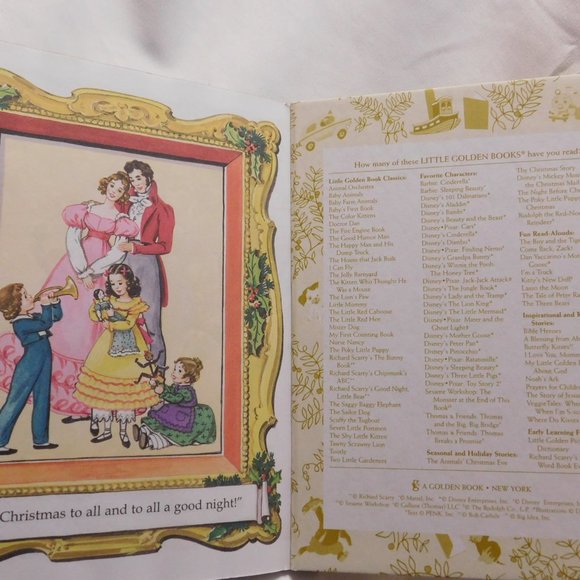 Christmas to all and to all a good night!"
How many of these LITTLE GOLDEN BOOKS® have you read
Little Golden Book Classics:
Animal Orchestra
Baby Animals
Baby Farm Animals
Baby's First Book
The Color Kittens
Doctor Dan
The Fire Engine Book
The Good Humor Man
The Happy Man and His
Dump Truck
The House that Jack Built
I Can Fly
The Jolly Barnyard
The Kitten Who Thought He
Was a Mouse
The Lion's Paw
Little Mommy
The Little Red Caboose
The Little Red Hen
Mister Dog
My First Counting Book
Nurse Nancy
The Poky Little Puppy
Richard Scarry's The Bunny
Book
Richard Scarry's Chipmunk's
ABC
Richard Scarry's Good Night,
Little Bear
The Saggy Baggy Elephant
The Sailor Dog
Scuffy the Tugboat
Seven Little Postmen
The Shy Little Kitten
Tawny Scrawny Lion
Tootle
Two Little Gardeners
Favorite Characters:
Barbie: Cinderella
Barbie: Sleeping Beauty
Disney's 101 Dalmatians
Disney's Aladdin
Disney's Bambi
Disney's Beauty and the Beast
Disney•Pixar: Cars
Disney's Cinderella
Disney's Dumbo
Disney•Pixar: Finding Nemo
Disney's Grandpa Bunny
Disney's Winnie the Pooh:
The Honey Tree
Disney•Pixar: Jack-Jack Attack
Disney's The Jungle Book
Disney's Lady and the Tramp
Disney's The Lion King
Disney's The Little Mermaid
Disney•Pixar: Mater and the
Ghost Light
Disney's Mother Goose
Disney's Peter Pan
Disney's Pinocchio
Disney•Pixar: Ratatouille
Disney's Sleeping Beauty
Disney's Three Little Pigs
Disney•Pixar: Toy Story 2
Sesame Workshop: The
Monster at the End of This
Book
Thomas & Friends: Thomas
and the Big, Big Bridge
Thomas & Friends: Thomas
Breaks a Promise
Seasonal and Holiday Stories:
The Animals' Christmas Eve
The Christmas Story
Disney's Mickey Mou
the Christmas Mai
The Night Before Ch
The Poky Little Puppy
Christmas
Rudolph the Red-Nose
Reindeer
Fun Read-Alouds:
The Boy and the Tig
Come Back, Zack!
Dan Yaccarino's Mot
Goose
I'm a Truck
Kitty's New Doll
Laura the Moon
The Tale of Peter Ra
The Three Bears
Inspirational and
Stories:
Bible Heroes
A Blessing from Abo
Butterfly Kisses
I Love You, Mommy
My Little Golden
About God
Noah's Ark
Prayers for Childre
The Story of Jesus
VeggieTales: W
When I'm S
Where's Do
Early Learning F
Little Golden P
Dictionary
Richard Scarry's
Word Book
A GOLDEN BOOK • NEW YORK